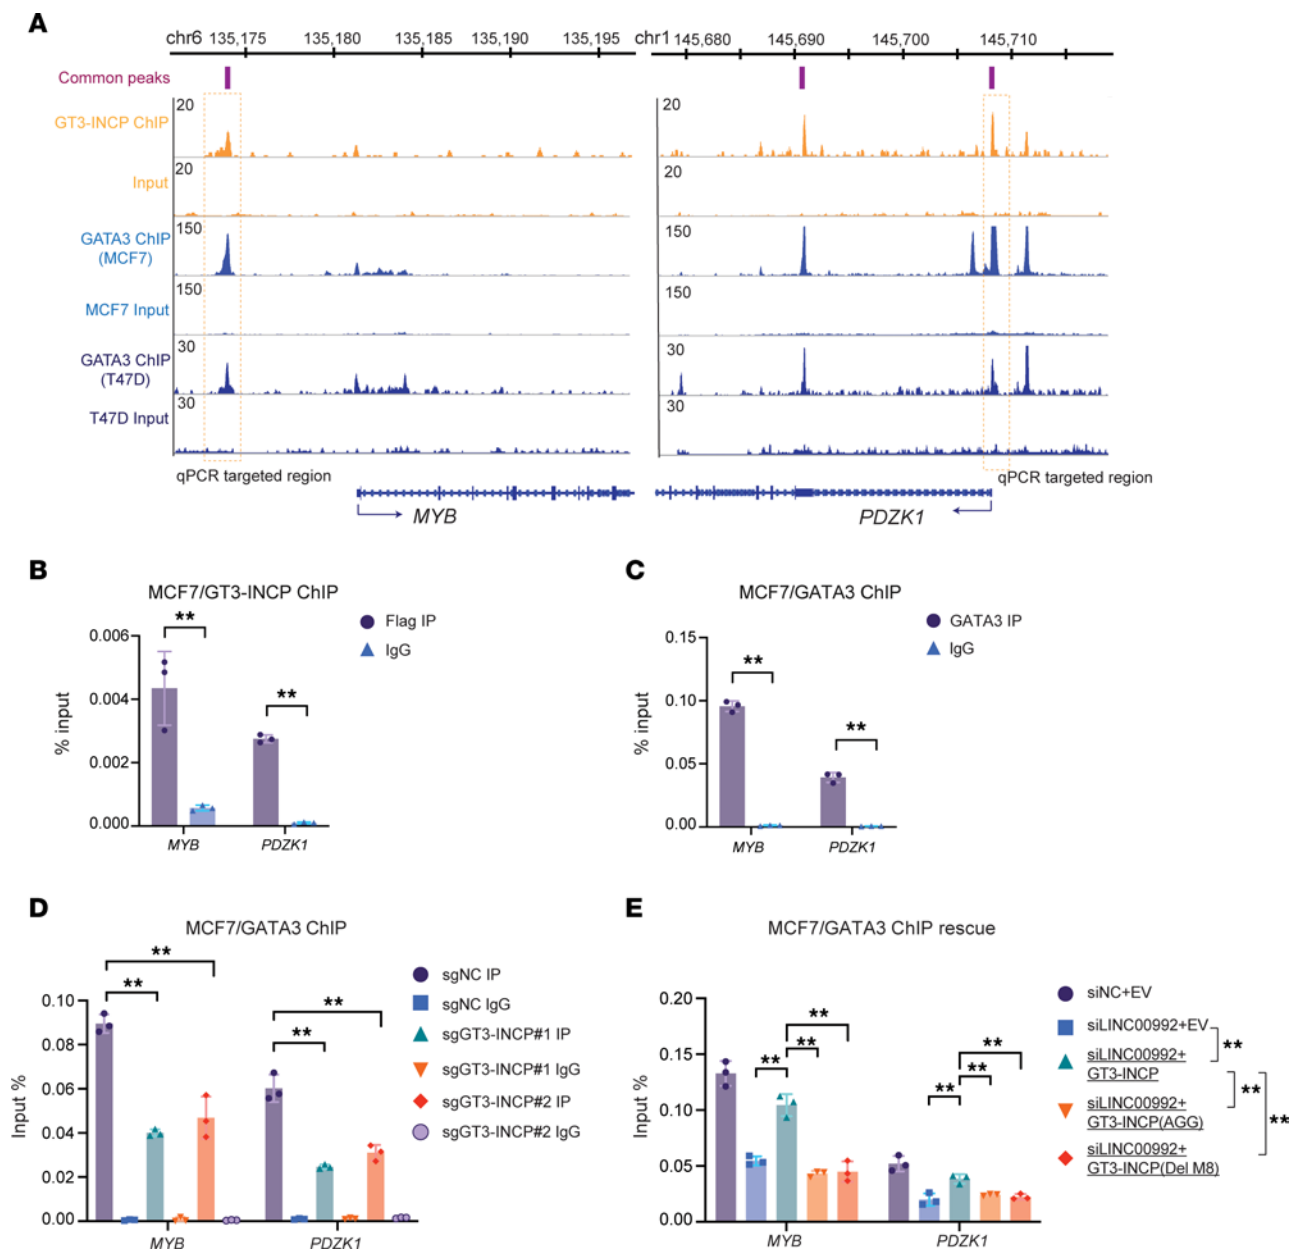 A
chr6 135,175 135,180 135,185 135,190 135,195
chr1 145,680 145,690 145,700 145,710
Common peaks
20 20
GT3-INCP ChIP
20 20
Input
150 150
GATA3 ChIP
(MCF7)
150 150
MCF7 Input
30 30
GATA3 ChIP
(T47D)
30 30
T47D Input
qPCR targeted region qPCR targeted region
MYB PDZK1
B
MCF7/GT3-INCP ChIP
Flag IP
IgG
** **
0.006
0.004
0.002
0.000
% input
MYB PDZK1
C
MCF7/GATA3 ChIP
GATA3 IP
IgG
** **
0.15
0.10
0.05
0.00
% input
MYB PDZK1
D
MCF7/GATA3 ChIP
** ** ** **
sgNC IP
sgNC IgG
sgGT3-INCP#1 IP
sgGT3-INCP#1 IgG
sgGT3-INCP#2 IP
sgGT3-INCP#2 IgG
0.10
0.08
0.06
0.04
0.02
0.00
Input %
MYB PDZK1
E
MCF7/GATA3 ChIP rescue
** ** ** ** ** **
siNC+EV
siLINC00992+EV
siLINC00992+
GT3-INCP
siLINC00992+
GT3-INCP(AGG)
siLINC00992+
GT3-INCP(Del M8)
** ** **
0.20
0.15
0.10
0.05
0.00
Input %
MYB PDZK1